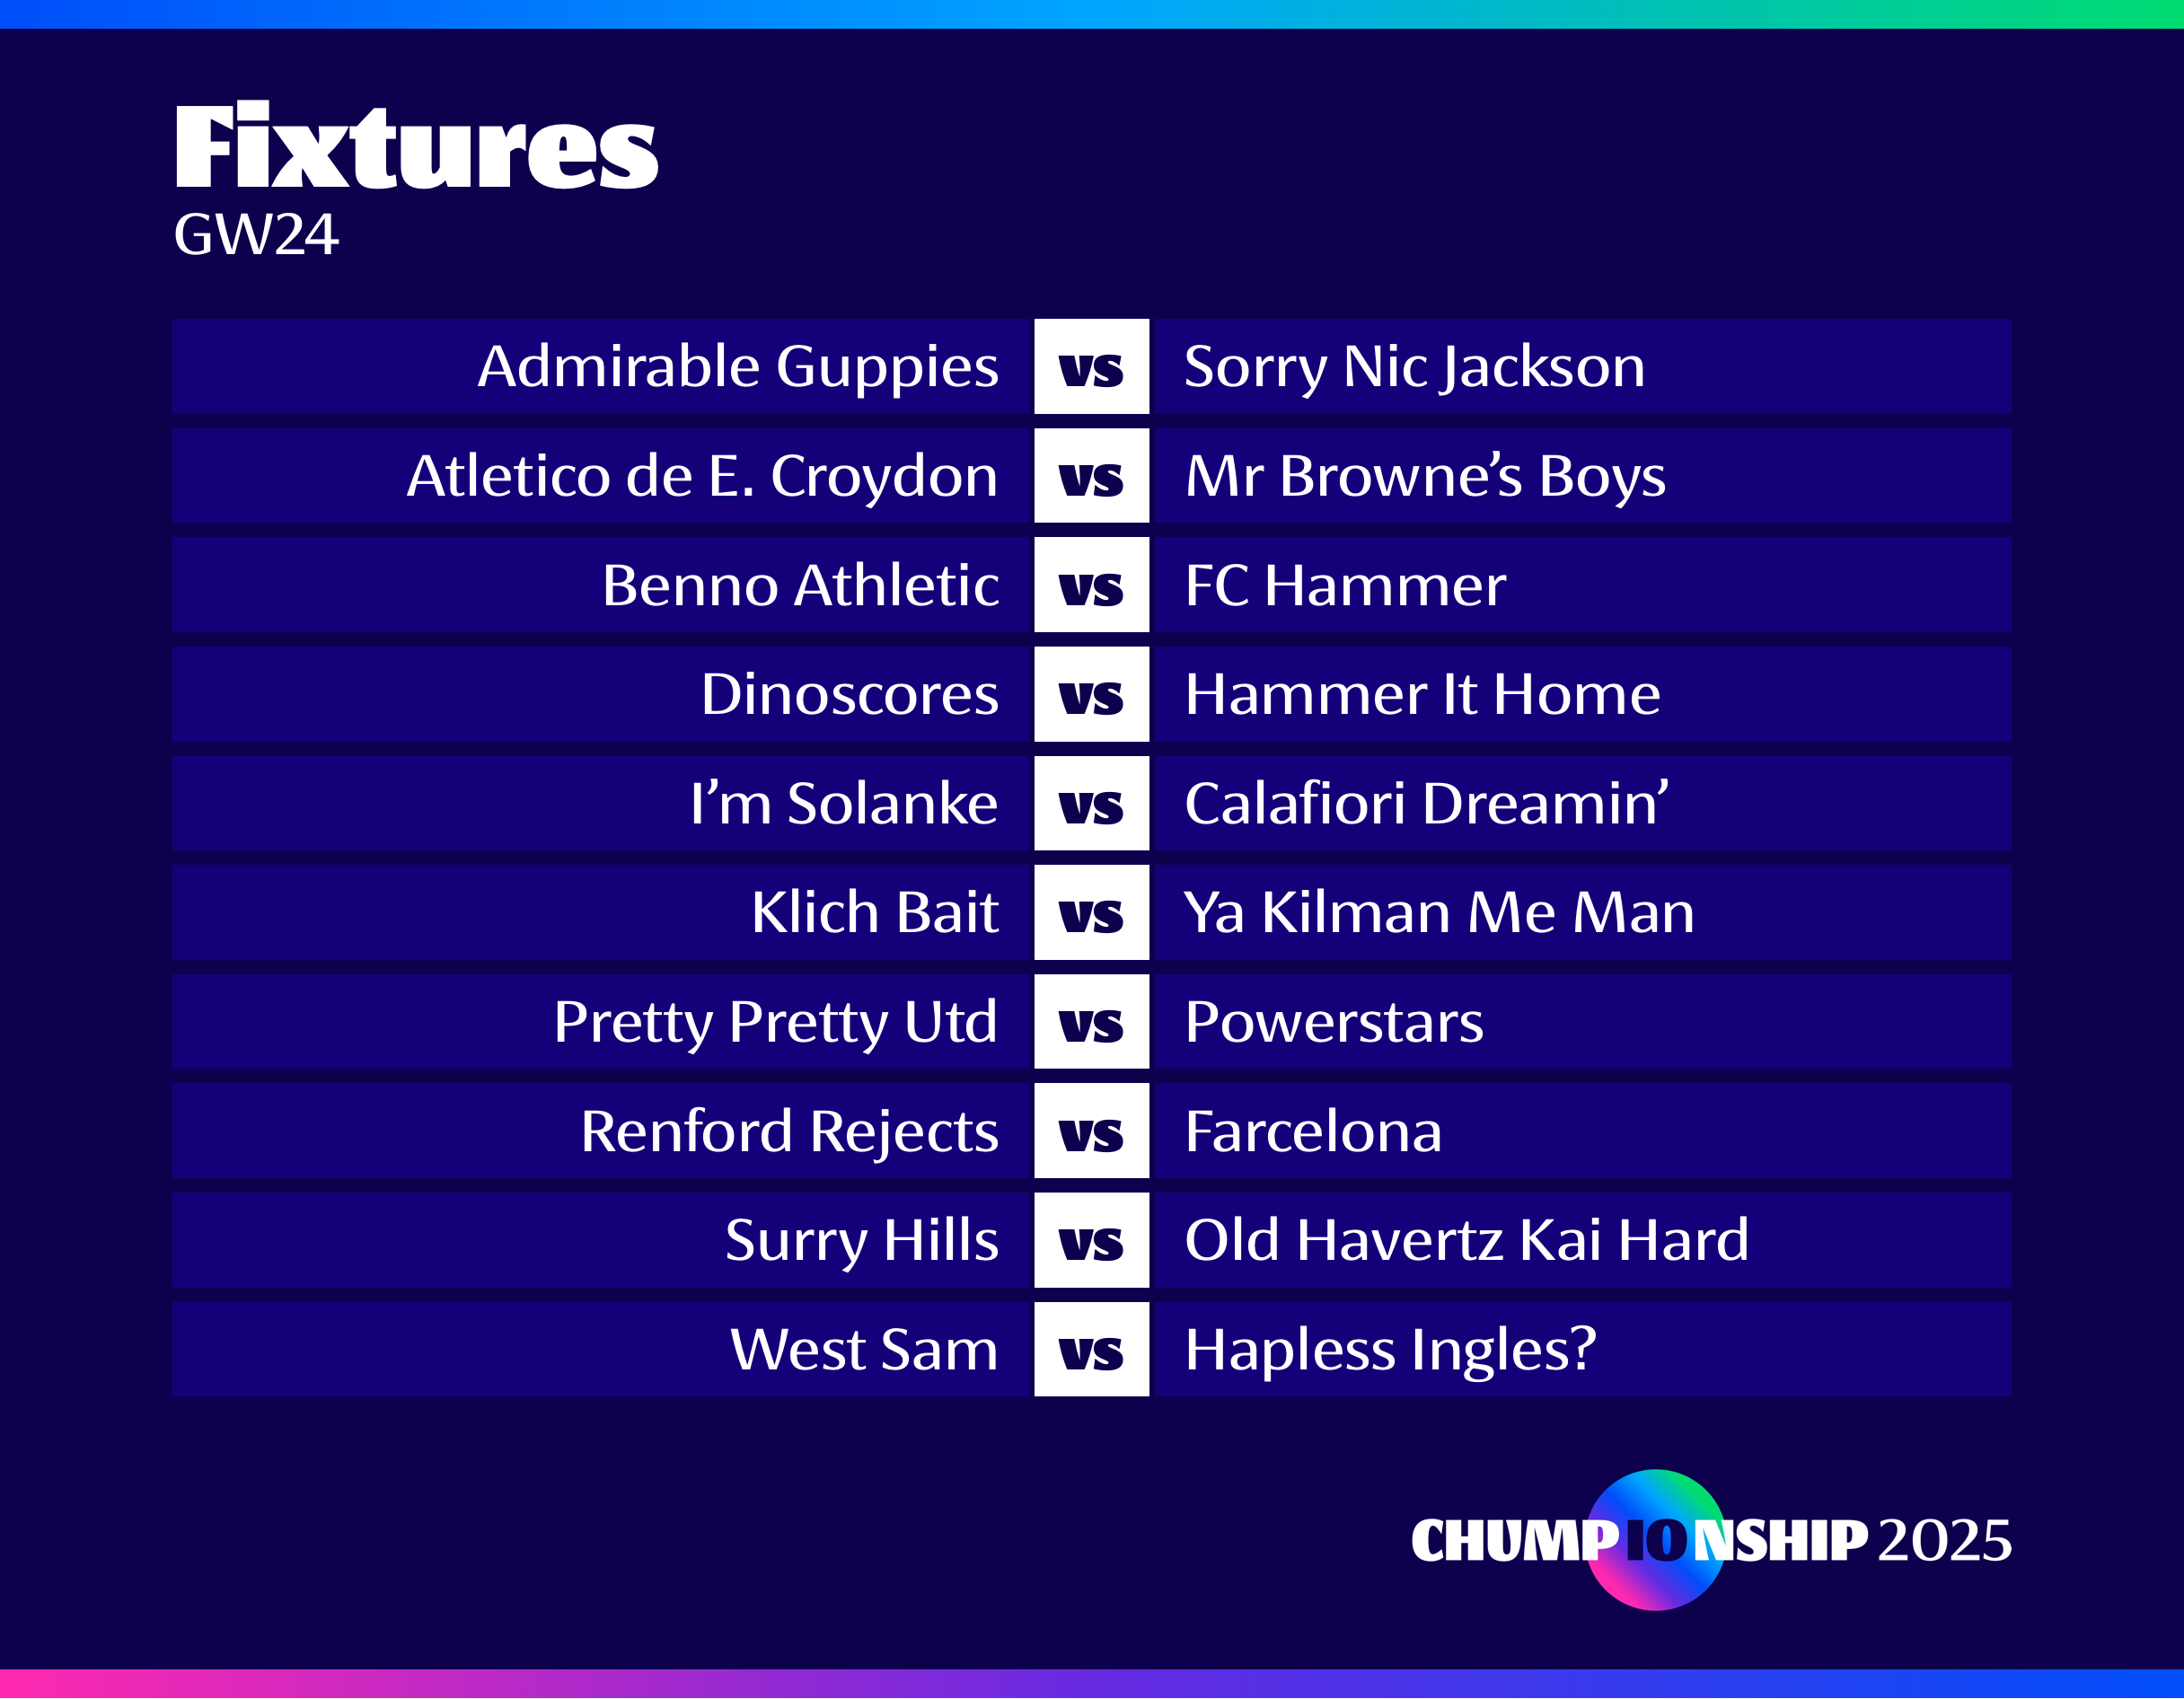 Fixtures
GW24
Admirable Guppies vs Sorry Nic Jackson
Atletico de E. Croydon vs Mr Browne’s Boys
Benno Athletic vs FC Hammer
Dinoscores vs Hammer It Home
I’m Solanke vs Calafiori Dreamin’
Klich Bait vs Ya Kilman Me Man
Pretty Pretty Utd vs Powerstars
Renford Rejects vs Farcelona
Surry Hills vs Old Havertz Kai Hard
West Sam vs Hapless Ingles?
CHUMPIONSHIP 2025